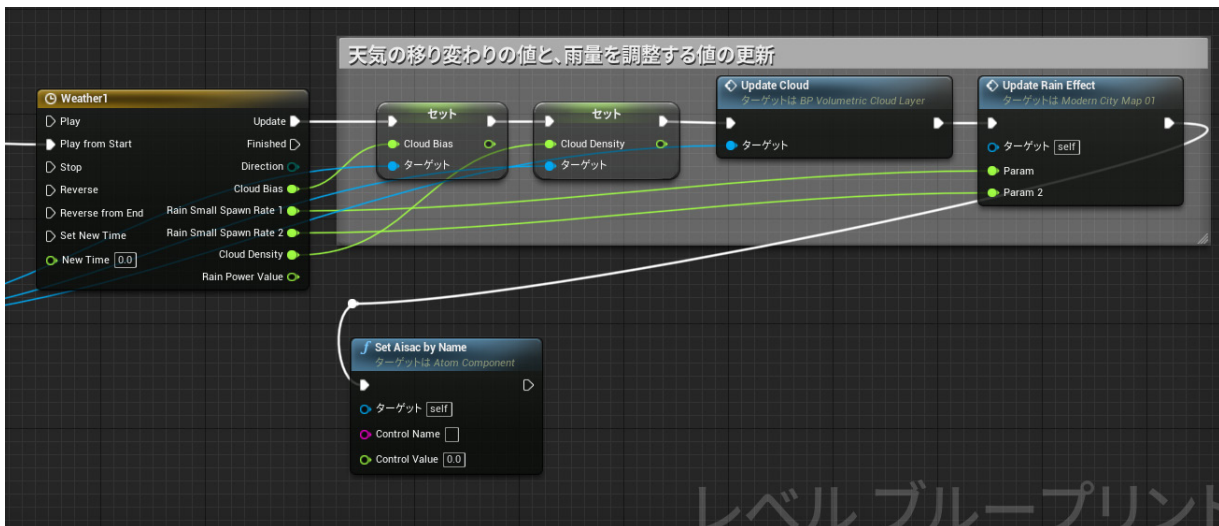 天気の移り変わりの値と、雨量を調整する値の更新
Weather1
Play
Update
Play from Start
Finished
Stop
Direction
Reverse
Cloud Bias
Reverse from End
Rain Small Spawn Rate 1
Set New Time
Rain Small Spawn Rate 2
New Time 0.0
Cloud Density
Rain Power Value
セット
Cloud Bias
ターゲット
セット
Cloud Density
ターゲット
Update Cloud
ターゲットは BP Volumetric Cloud Layer
ターゲット
Update Rain Effect
ターゲットは Modern City Map 01
ターゲット self
Param
Param 2
Set Aisac by Name
ターゲットは Atom Component
ターゲット self
Control Name
Control Value 0.0
レベル ブループリント